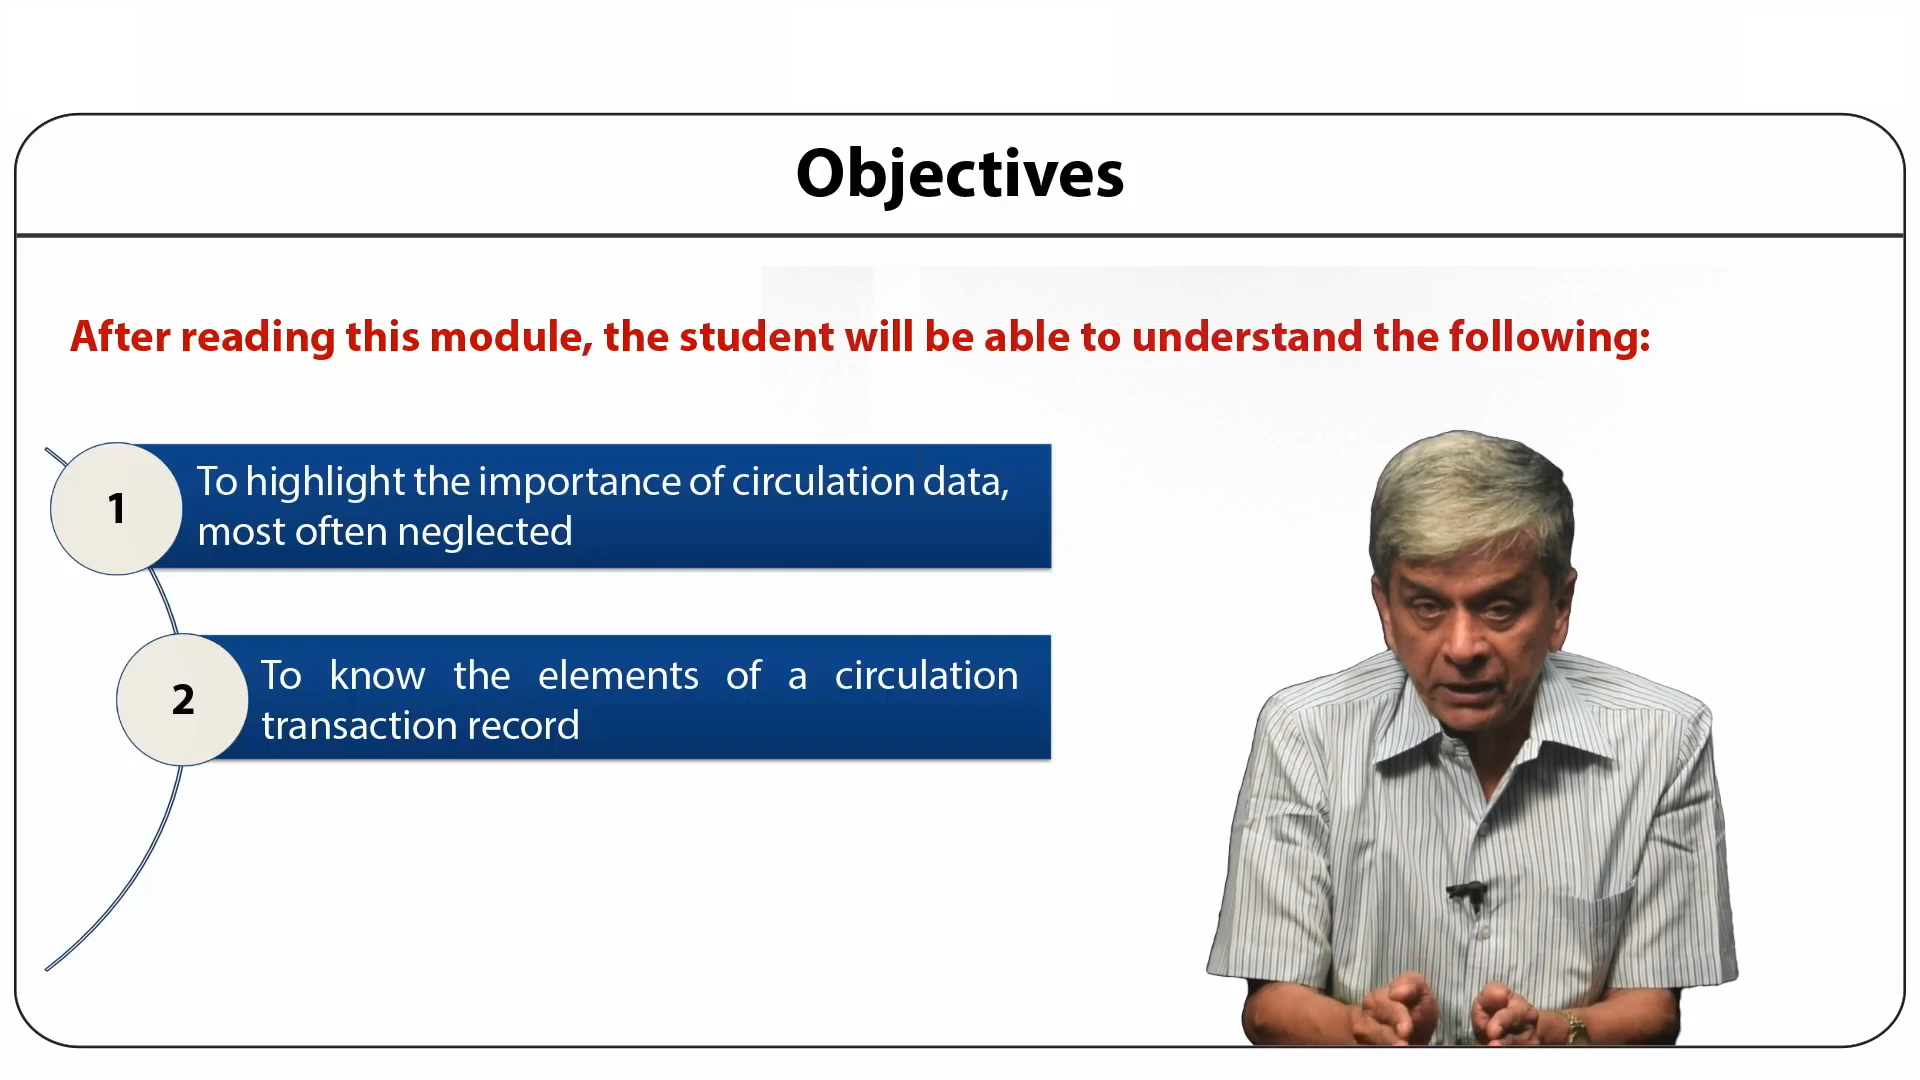 Objectives
After reading this module, the student will be able to understand the following:
1
To highlight the importance of circulation data,
most often neglected
2
To know the elements of a circulation
transaction record